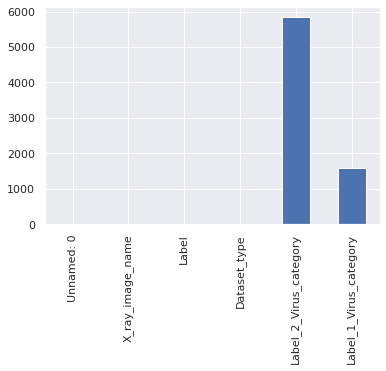 6000
5000
4000
3000
2000
1000
0
Unnamed: 0
X_ray_image_name
Label
Dataset_type
Label_2_Virus_category
Label_1_Virus_category